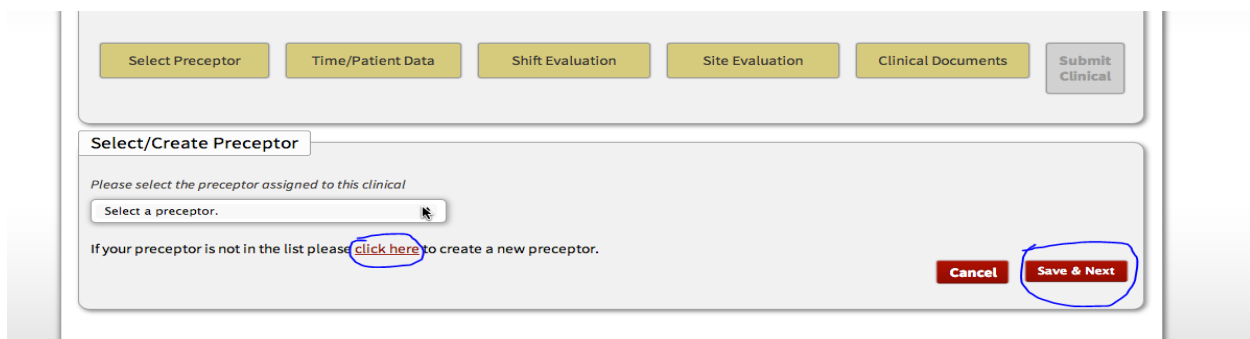 Select Preceptor
Time/Patient Data
Shift Evaluation
Site Evaluation
Clinical Documents
Submit
Clinical
Select/Create Preceptor
Please select the preceptor assigned to this clinical
Select a preceptor.
If your preceptor is not in the list please click here to create a new preceptor.
Cancel
Save & Next